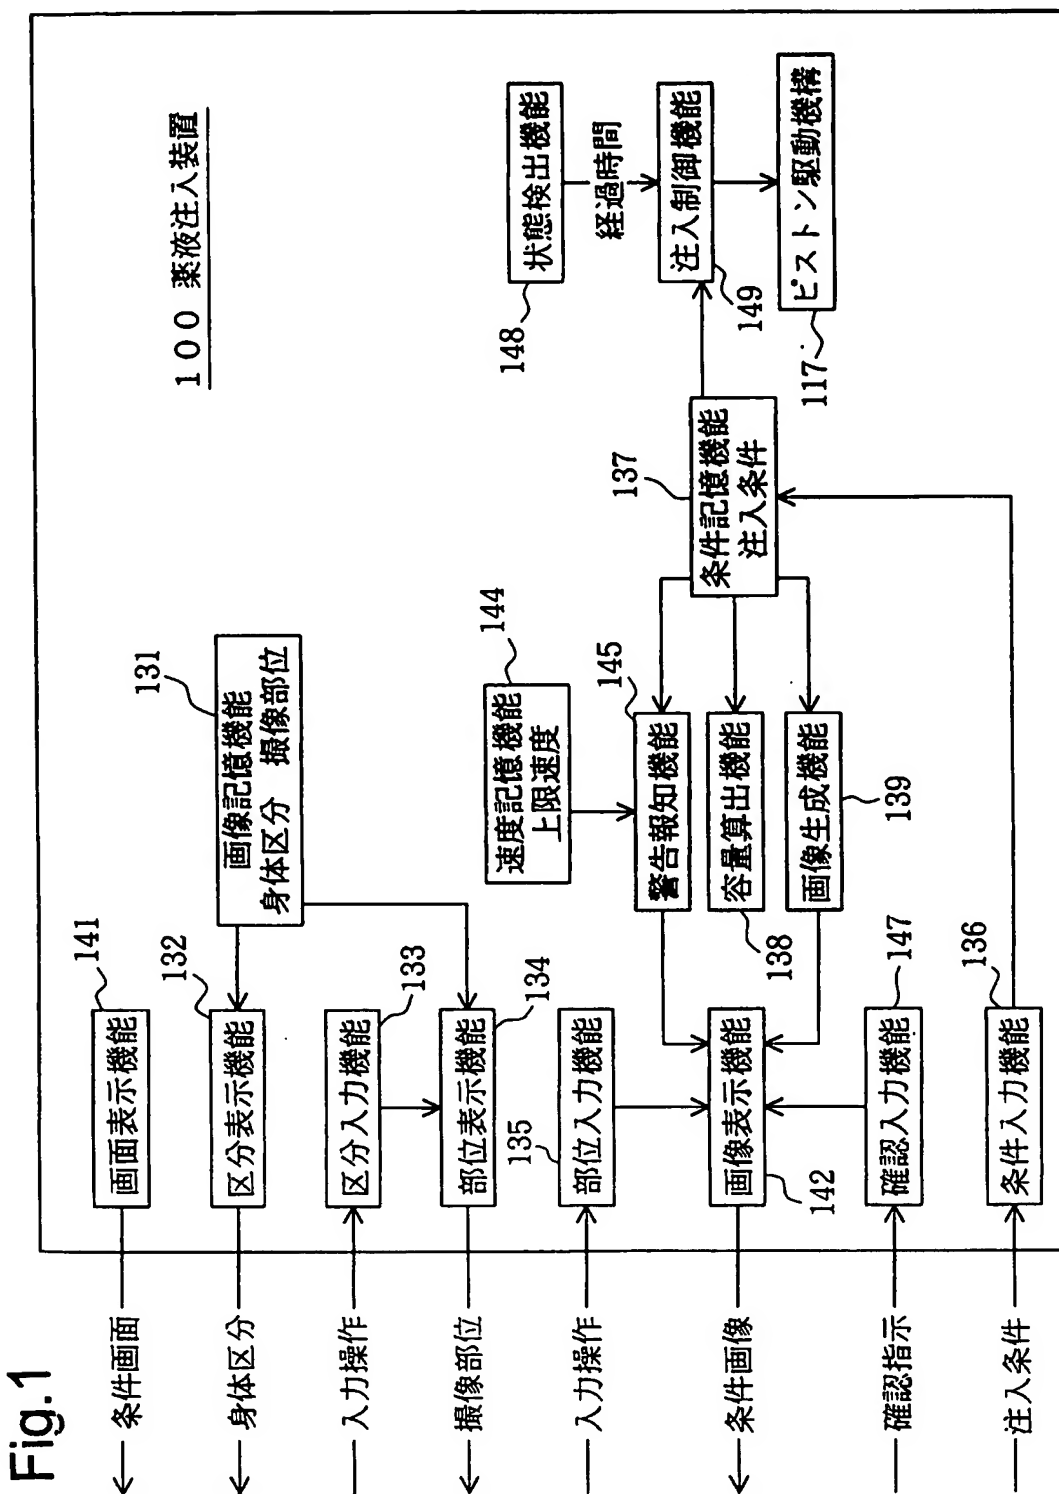 Fig.1
100 薬液注入装置
条件画面
画面表示機能
141
身体区分
区分表示機能
132
画像記憶機能
身体区分 撮像部位
131
入力操作
区分入力機能
133
撮像部位
部位表示機能
134
入力操作
部位入力機能
135
速度記憶機能
上限速度
144
警告報知機能
145
容量算出機能
138
画像生成機能
139
条件画像
画像表示機能
142
確認指示
確認入力機能
147
注入条件
条件入力機能
136
条件記憶機能
注入条件
137
状態検出機能
148
経過時間
注入制御機能
149
ピストン駆動機構
117